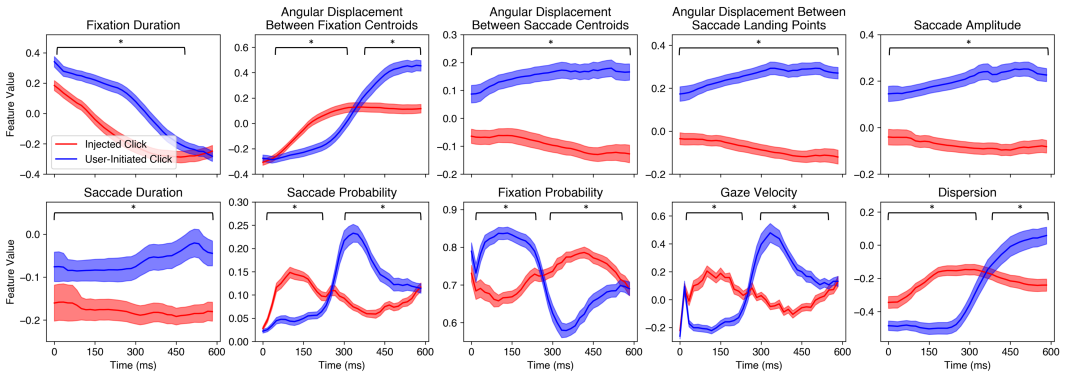 Fixation Duration
Angular Displacement
Between Fixation Centroids
Angular Displacement
Between Saccade Centroids
Angular Displacement Between
Saccade Landing Points
Saccade Amplitude
Feature Value
0.4
0.2
0.0
−0.2
−0.4
*
Injected Click
User-Initiated Click
0.6
0.4
0.2
0.0
−0.2
−0.4
*
*
0.3
0.2
0.1
0.0
−0.1
−0.2
*
0.4
0.2
0.0
−0.2
*
0.4
0.2
0.0
−0.2
*
Saccade Duration
Saccade Probability
Fixation Probability
Gaze Velocity
Dispersion
Feature Value
0.0
−0.1
−0.2
*
0 150 300 450 600
Time (ms)
0.30
0.25
0.20
0.15
0.10
0.05
0.00
*
*
0 150 300 450 600
Time (ms)
0.9
0.8
0.7
0.6
*
*
0 150 300 450 600
Time (ms)
0.6
0.4
0.2
0.0
−0.2
*
*
0 150 300 450 600
Time (ms)
0.2
0.0
−0.2
−0.4
*
*
0 150 300 450 600
Time (ms)